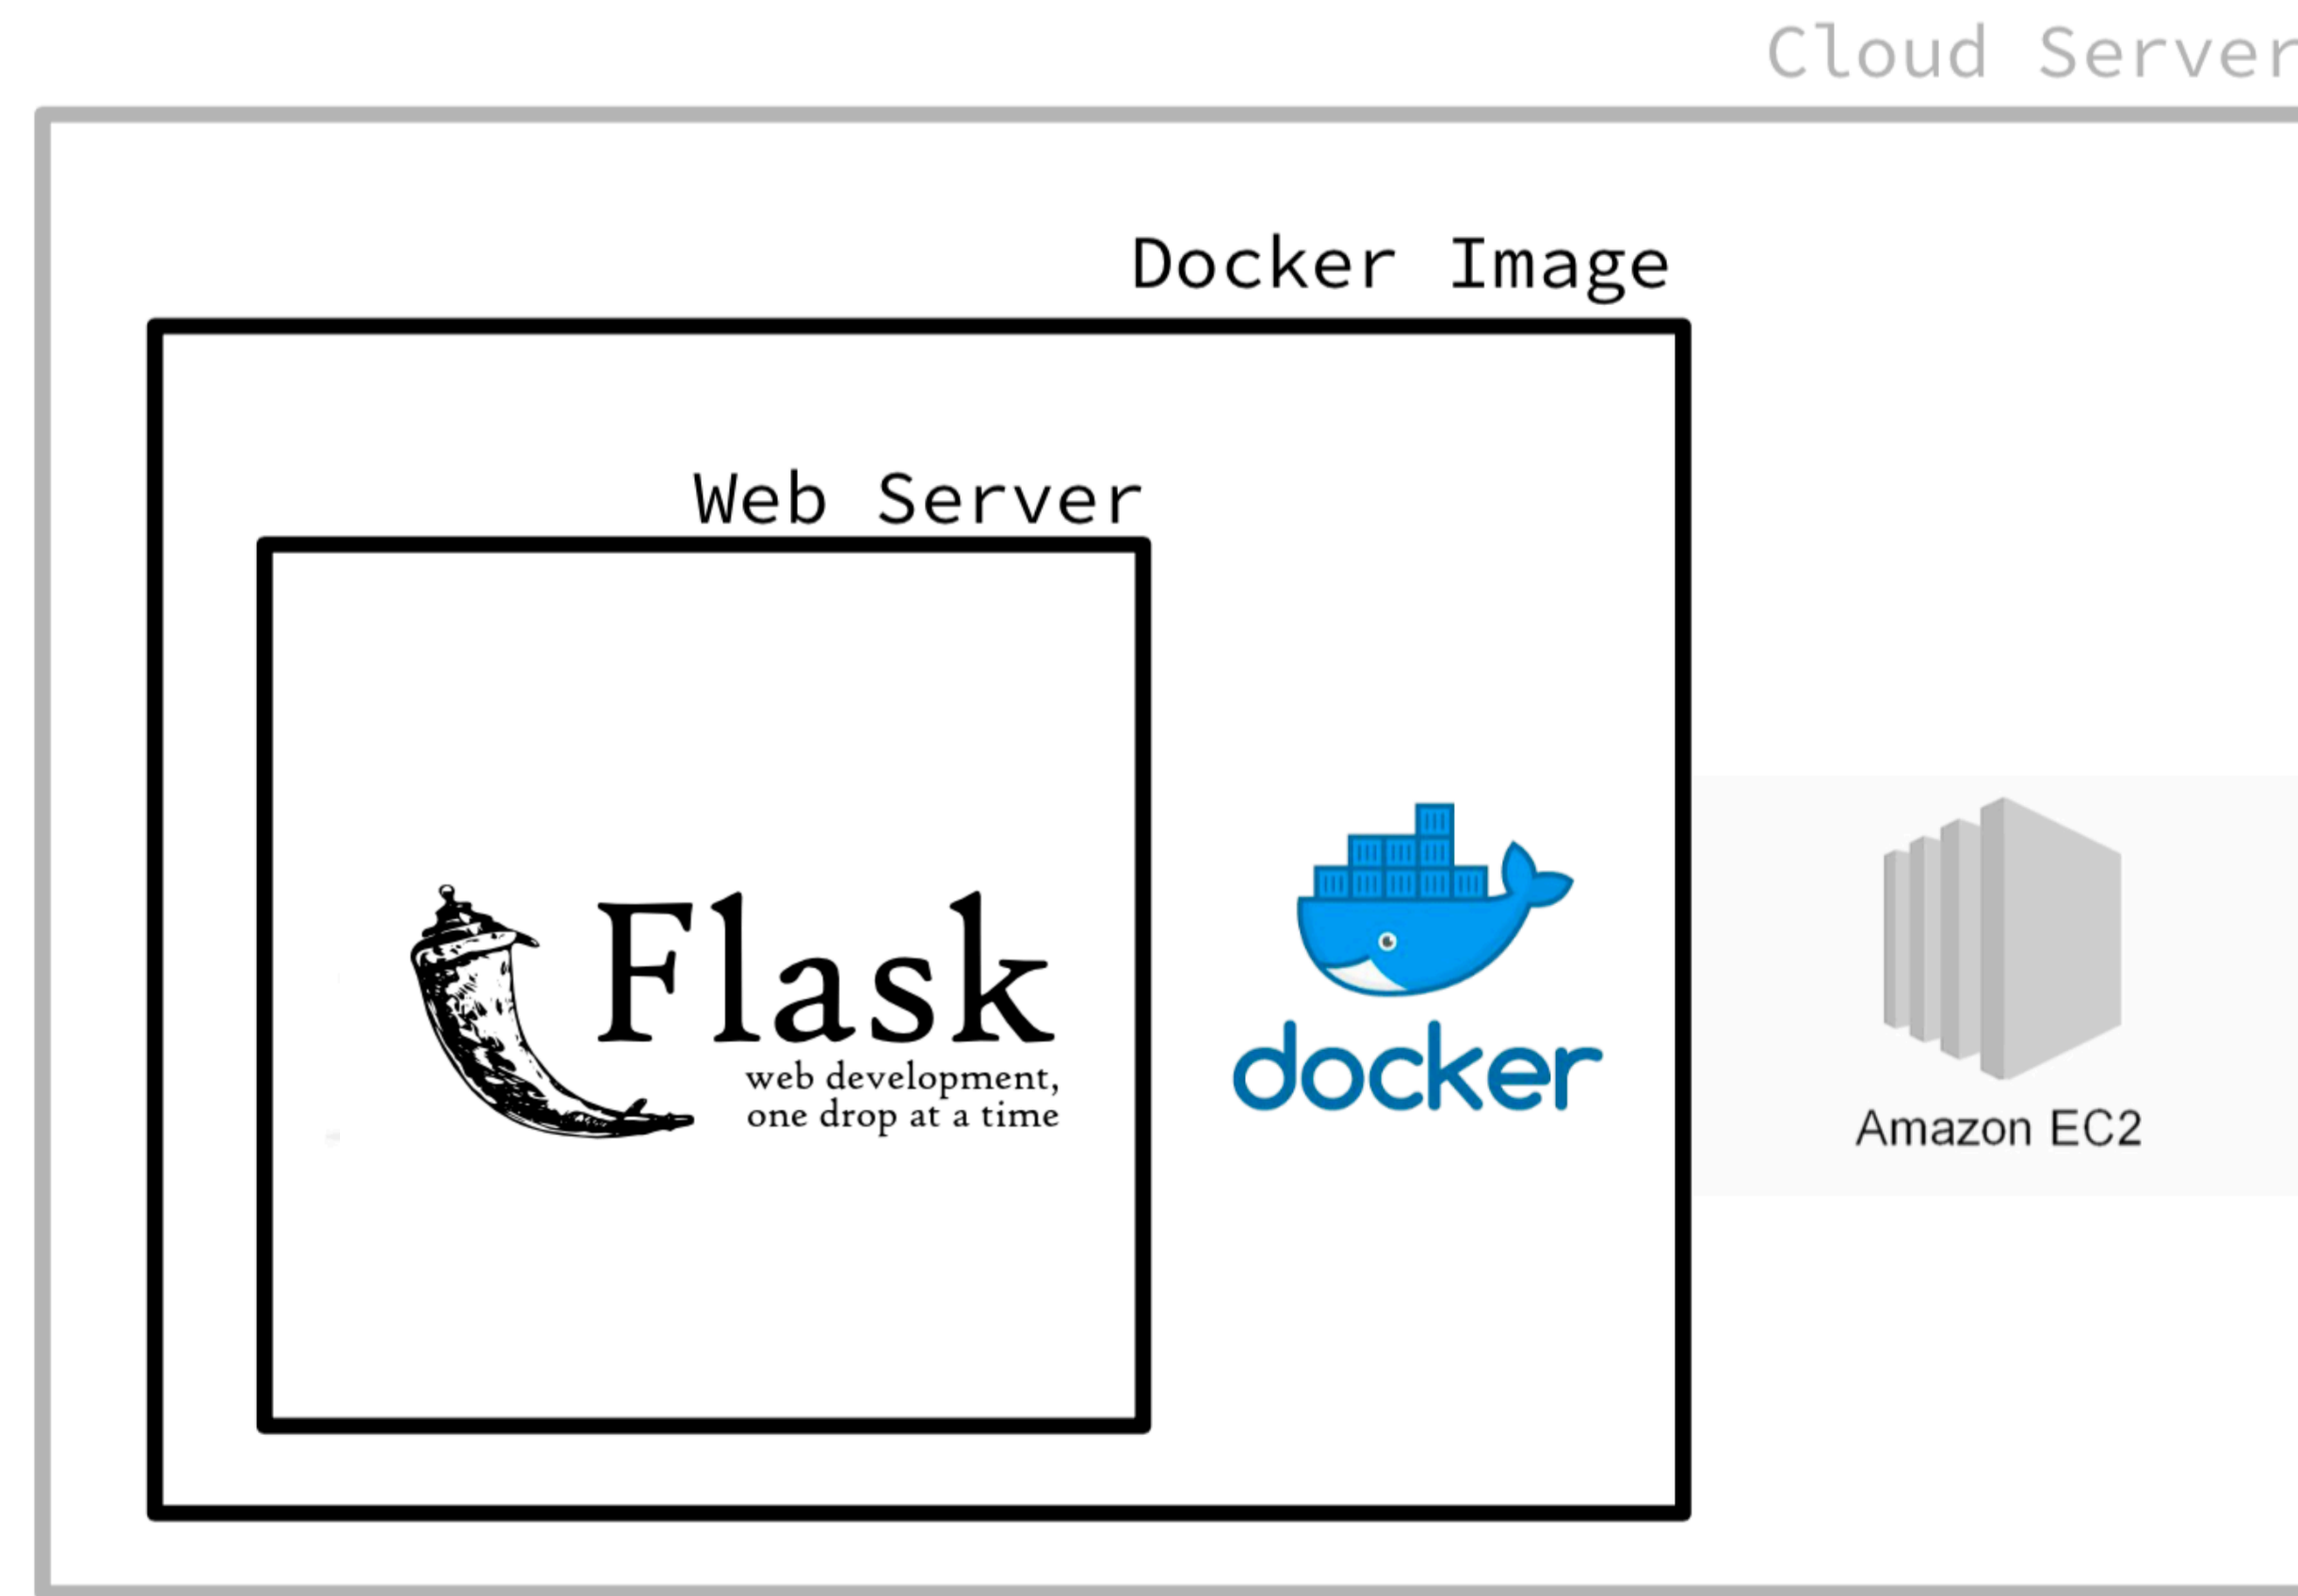 Cloud Server
Docker Image
Web Server
Flask
web development,
one drop at a time
docker
Amazon EC2